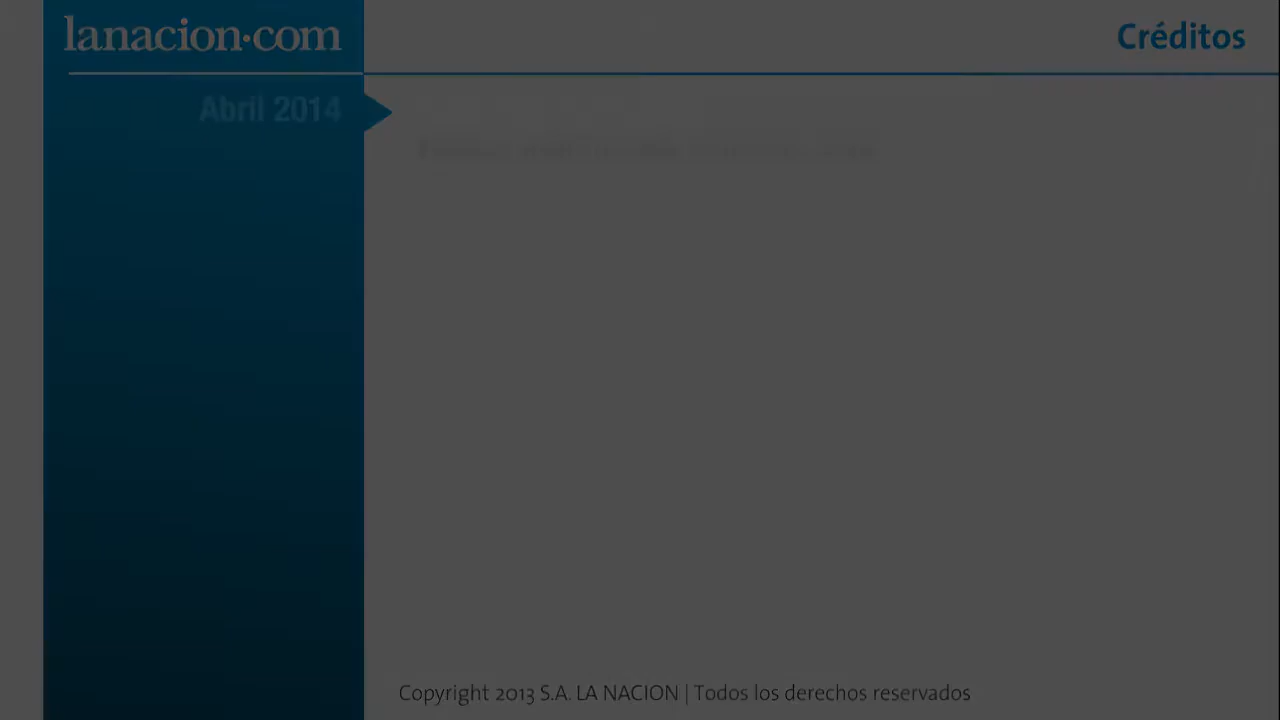 lanacion.com
Créditos
Abril 2014
Copyright 2013 S.A. LA NACION | Todos los derechos reservados